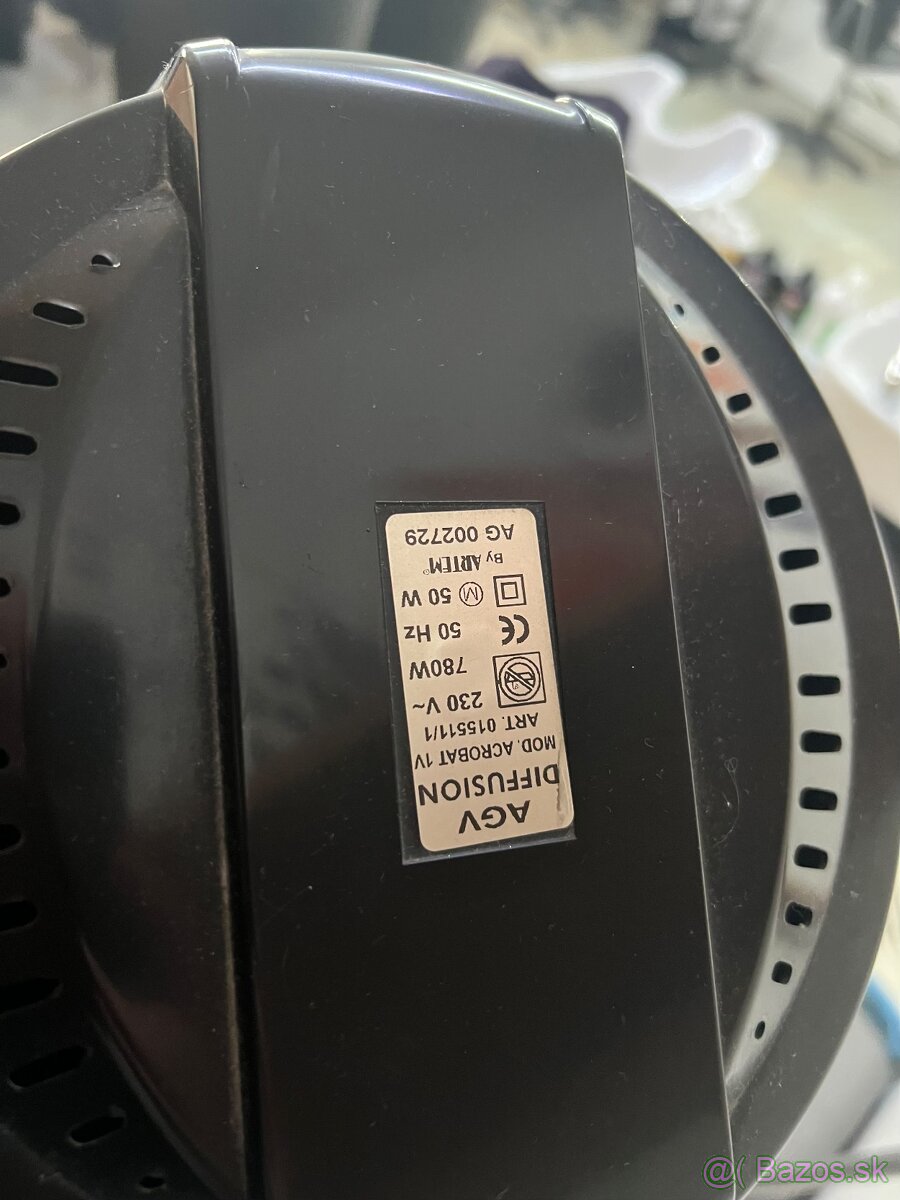 AGV
DIFFUSION
MOD. ACROBAT 1V
ART. 015511/1
230 V~
780W
CE 50 Hz
M 50 W
By ARTEM
AG 002729
@( Bazos.sk